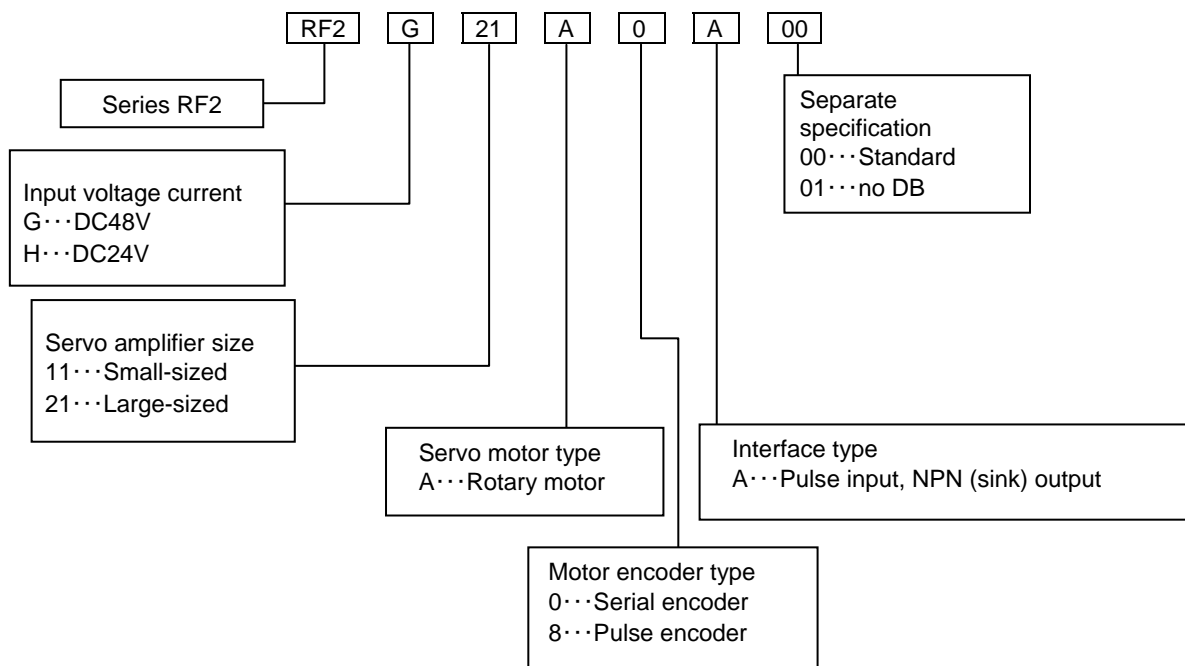 RF2 G 21 A 0 A 00
Series RF2
Separate
specification
00･･･Standard
01･･･no DB
Input voltage current
G･･･DC48V
H･･･DC24V
Servo amplifier size
11･･･Small-sized
21･･･Large-sized
Servo motor type
A･･･Rotary motor
Interface type
A･･･Pulse input, NPN (sink) output
Motor encoder type
0･･･Serial encoder
8･･･Pulse encoder